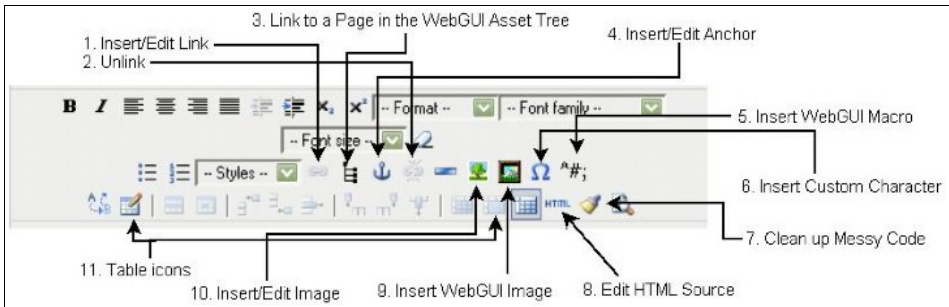 3. Link to a Page in the WebGUI Asset Tree
4. Insert/Edit Anchor
1. Insert/Edit Link
2. Unlink
B I X₂ X² -- Format -- -- Font family --
5. Insert WebGUI Macro
-- Font size --
-- Styles -- Ω ^#;
6. Insert Custom Character
HTML
7. Clean up Messy Code
11. Table icons
10. Insert/Edit Image
9. Insert WebGUI Image
8. Edit HTML Source